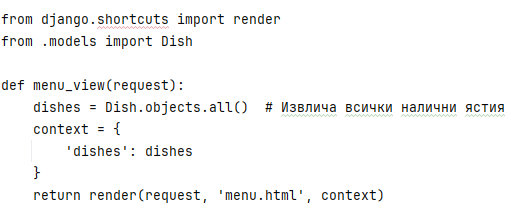 from django.shortcuts import render
from .models import Dish

def menu_view(request):
    dishes = Dish.objects.all()  # Извлича всички налични ястия
    context = {
        'dishes': dishes
    }
    return render(request, 'menu.html', context)